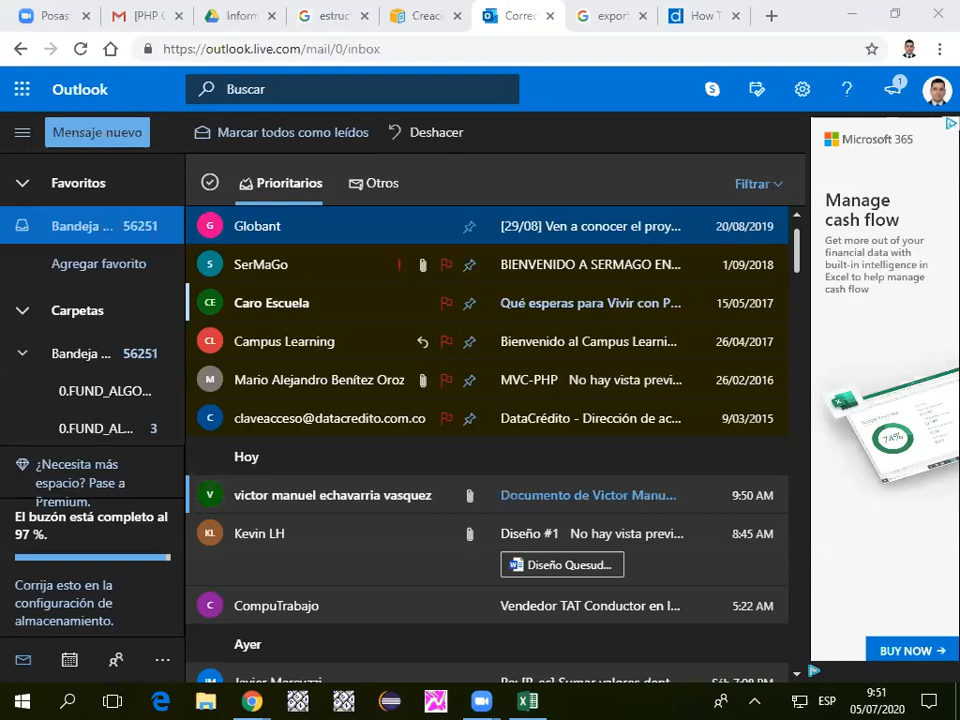 Posas
[PHP C
Inform
estruct
Creaci
Correo
export
How T
https://outlook.live.com/mail/0/inbox
Outlook
Buscar
1
Mensaje nuevo
Marcar todos como leídos
Deshacer
Microsoft 365
Favoritos
Prioritarios
Otros
Filtrar
Manage
cash flow
Get more out of your
financial data with
built-in intelligence in
Excel to help manage
cash flow
Bandeja ... 56251
G Globant [29/08] Ven a conocer el proy... 20/08/2019
Agregar favorito
S SerMaGo ! BIENVENIDO A SERMAGO EN... 1/09/2018
Carpetas
CE Caro Escuela Qué esperas para Vivir con P... 15/05/2017
Bandeja ... 56251
CL Campus Learning Bienvenido al Campus Learni... 26/04/2017
0.FUND_ALGO...
M Mario Alejandro Benítez Oroz MVC-PHP No hay vista previ... 26/02/2016
0.FUND_AL... 3
C claveacceso@datacredito.com.co DataCrédito - Dirección de ac... 9/03/2015
74%
Hoy
¿Necesita más
espacio? Pase a
Premium.
V victor manuel echavarria vasquez Documento de Victor Manu... 9:50 AM
El buzón está completo al
97 %.
KL Kevin LH Diseño #1 No hay vista previ... 8:45 AM
Diseño Quesud...
Corrija esto en la
configuración de
almacenamiento.
C CompuTrabajo Vendedor TAT Conductor en l... 5:22 AM
Ayer
BUY NOW →
ESP
9:51
05/07/2020